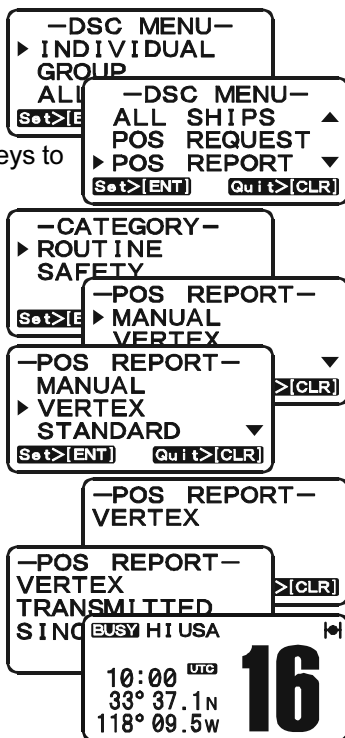 —DSC MENU—
INDIVIDUAL
GROUP
ALL
Set>[E
—DSC MENU—
ALL SHIPS
POS REQUEST
POS REPORT
Set>[ENT] Quit>[CLR]
eys to
—CATEGORY—
ROUTINE
SAFETY
Set>[E
—POS REPORT—
MANUAL
VERTEX
>[CLR]
—POS REPORT—
MANUAL
VERTEX
STANDARD
Set>[ENT] Quit>[CLR]
—POS REPORT—
VERTEX
>[CLR]
—POS REPORT—
VERTEX
TRANSMITTED
SINC
BUSY HI USA
10:00 UTC
33° 37.1N
118° 09.5W
16